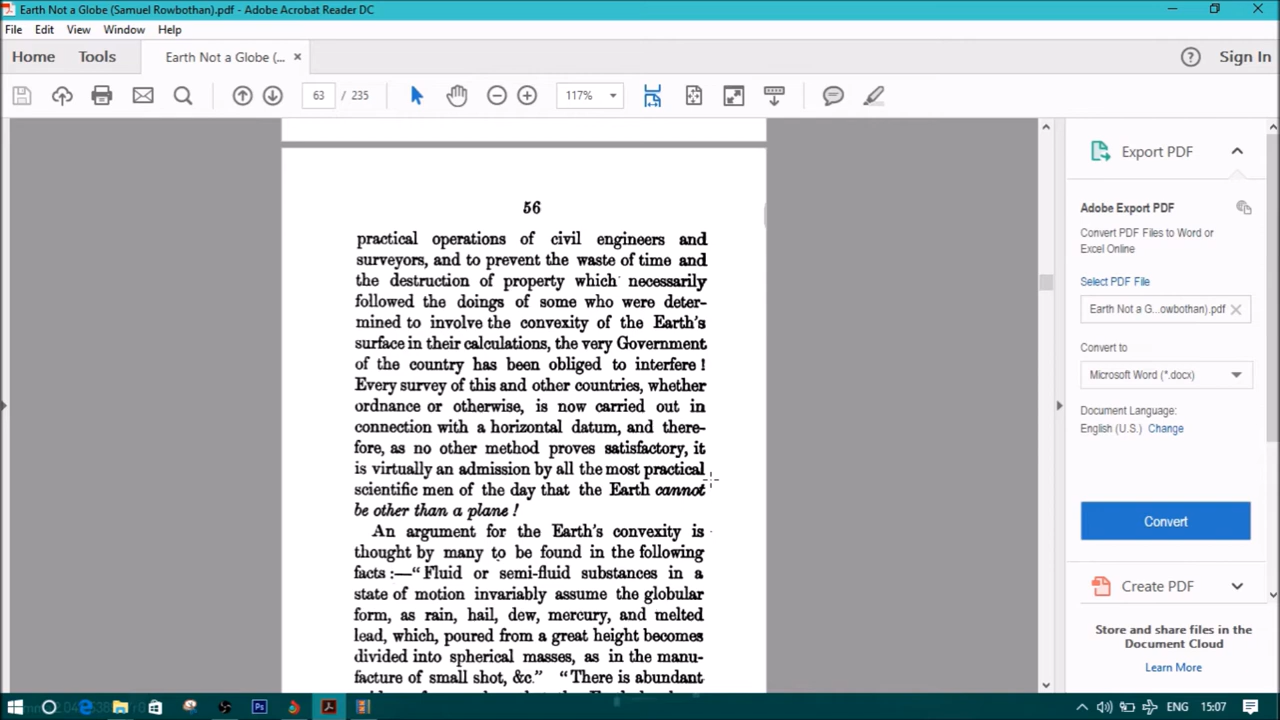 Earth Not a Globe (Samuel Rowbothan).pdf - Adobe Acrobat Reader DC
File Edit View Window Help
Home Tools Earth Not a Globe (... × Sign In
63 / 235 117%
56
practical operations of civil engineers and
surveyors, and to prevent the waste of time and
the destruction of property which necessarily
followed the doings of some who were deter-
mined to involve the convexity of the Earth's
surface in their calculations, the very Government
of the country has been obliged to interfere!
Every survey of this and other countries, whether
ordnance or otherwise, is now carried out in
connection with a horizontal datum, and there-
fore, as no other method proves satisfactory, it
is virtually an admission by all the most practical
scientific men of the day that the Earth cannot
be other than a plane!
An argument for the Earth's convexity is
thought by many to be found in the following
facts:—"Fluid or semi-fluid substances in a
state of motion invariably assume the globular
form, as rain, hail, dew, mercury, and melted
lead, which, poured from a great height becomes
divided into spherical masses, as in the manu-
facture of small shot, &c." "There is abundant
Export PDF
Adobe Export PDF
Convert PDF Files to Word or
Excel Online
Select PDF File
Earth Not a G...owbothan).pdf
Convert to
Microsoft Word (*.docx)
Document Language:
English (U.S.) Change
Convert
Create PDF
Store and share files in the
Document Cloud
Learn More
ENG 15:07